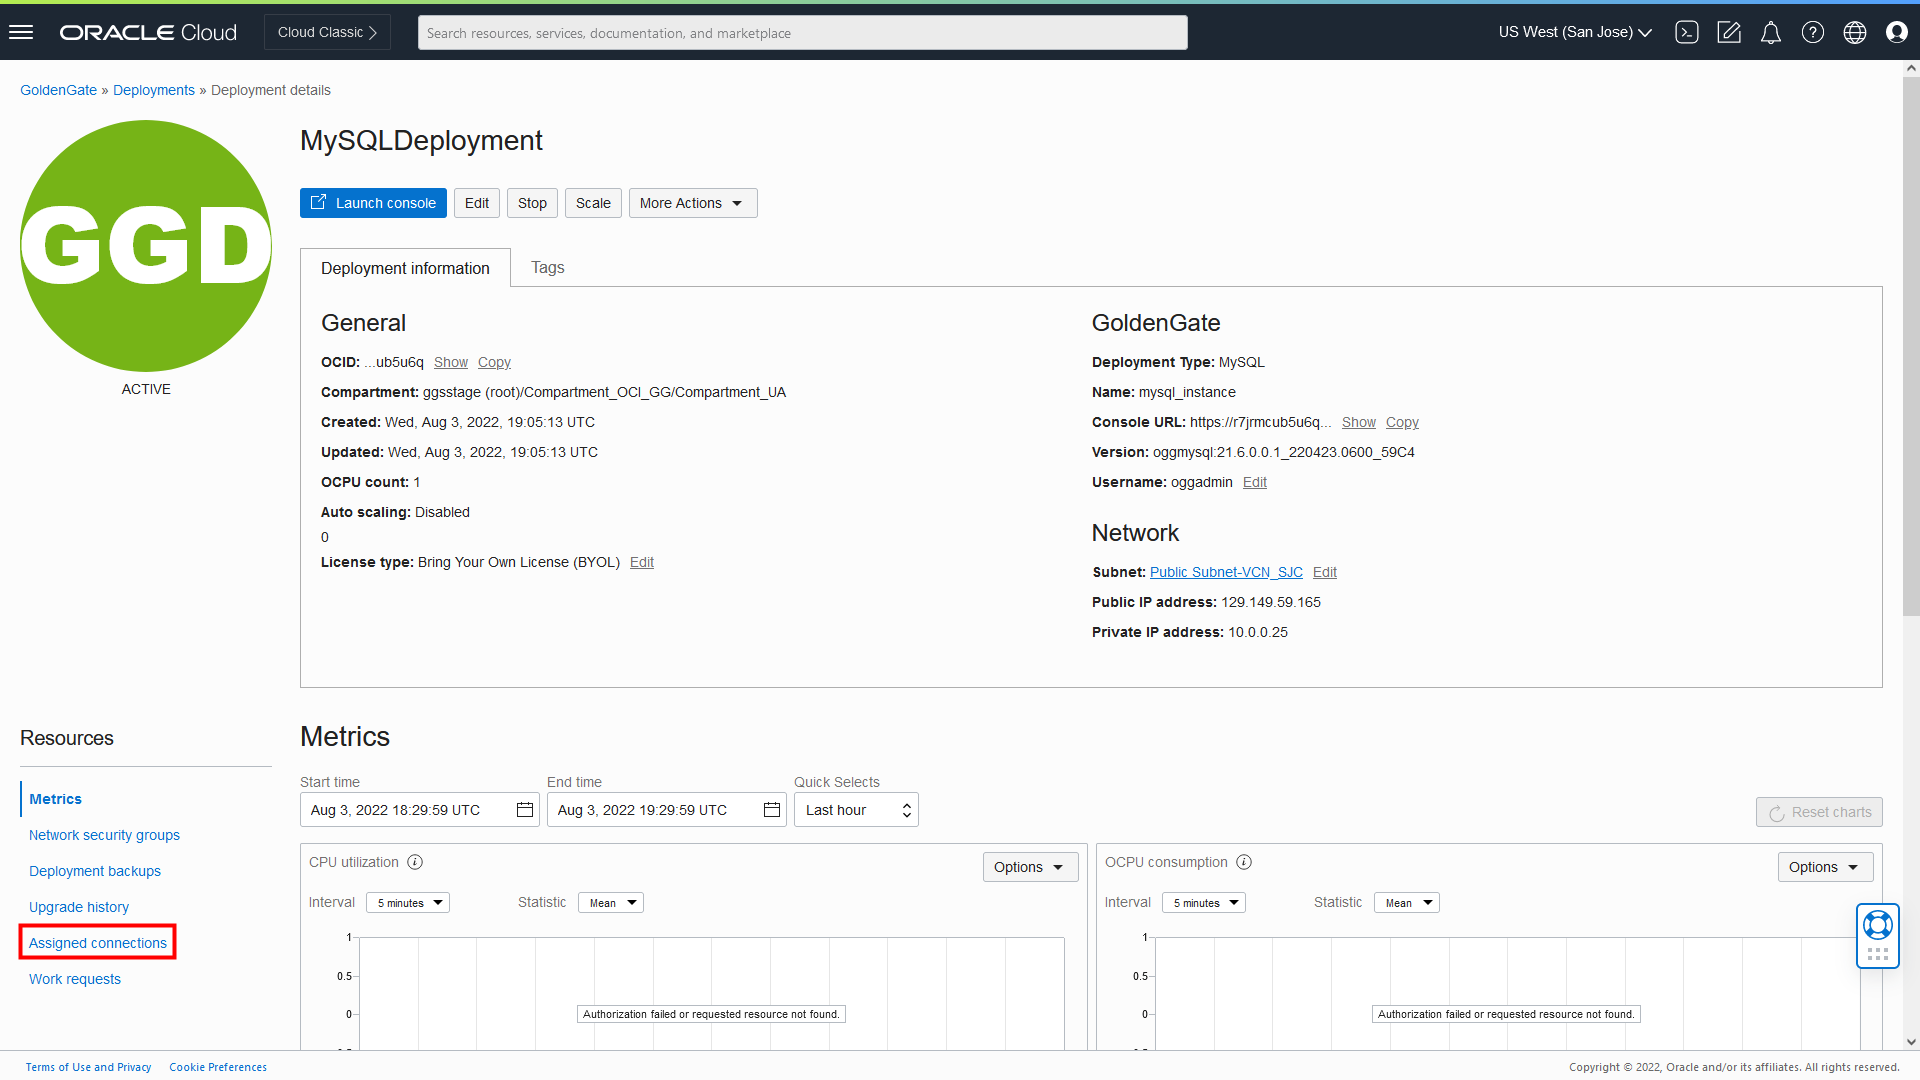 ORACLE Cloud
Cloud Classic
Search resources, services, documentation, and marketplace
US West (San Jose)
GoldenGate » Deployments » Deployment details
GGD
ACTIVE
MySQLDeployment
Launch console
Edit
Stop
Scale
More Actions
Deployment information
Tags
General
OCID: ...ub5u6q Show Copy
Compartment: ggsstage (root)/Compartment_OCI_GG/Compartment_UA
Created: Wed, Aug 3, 2022, 19:05:13 UTC
Updated: Wed, Aug 3, 2022, 19:05:13 UTC
OCPU count: 1
Auto scaling: Disabled
0
License type: Bring Your Own License (BYOL) Edit
GoldenGate
Deployment Type: MySQL
Name: mysql_instance
Console URL: https://r7jrmcub5u6q... Show Copy
Version: oggmysql:21.6.0.0.1_220423.0600_59C4
Username: oggadmin Edit
Network
Subnet: Public Subnet-VCN_SJC Edit
Public IP address: 129.149.59.165
Private IP address: 10.0.0.25
Resources
Metrics
Network security groups
Deployment backups
Upgrade history
Assigned connections
Work requests
Metrics
Start time
Aug 3, 2022 18:29:59 UTC
End time
Aug 3, 2022 19:29:59 UTC
Quick Selects
Last hour
Reset charts
CPU utilization
Options
Interval 5 minutes
Statistic Mean
1
0.5
0
Authorization failed or requested resource not found.
OCPU consumption
Options
Interval 5 minutes
Statistic Mean
1
0.5
0
Authorization failed or requested resource not found.
Terms of Use and Privacy
Cookie Preferences
Copyright © 2022, Oracle and/or its affiliates. All rights reserved.